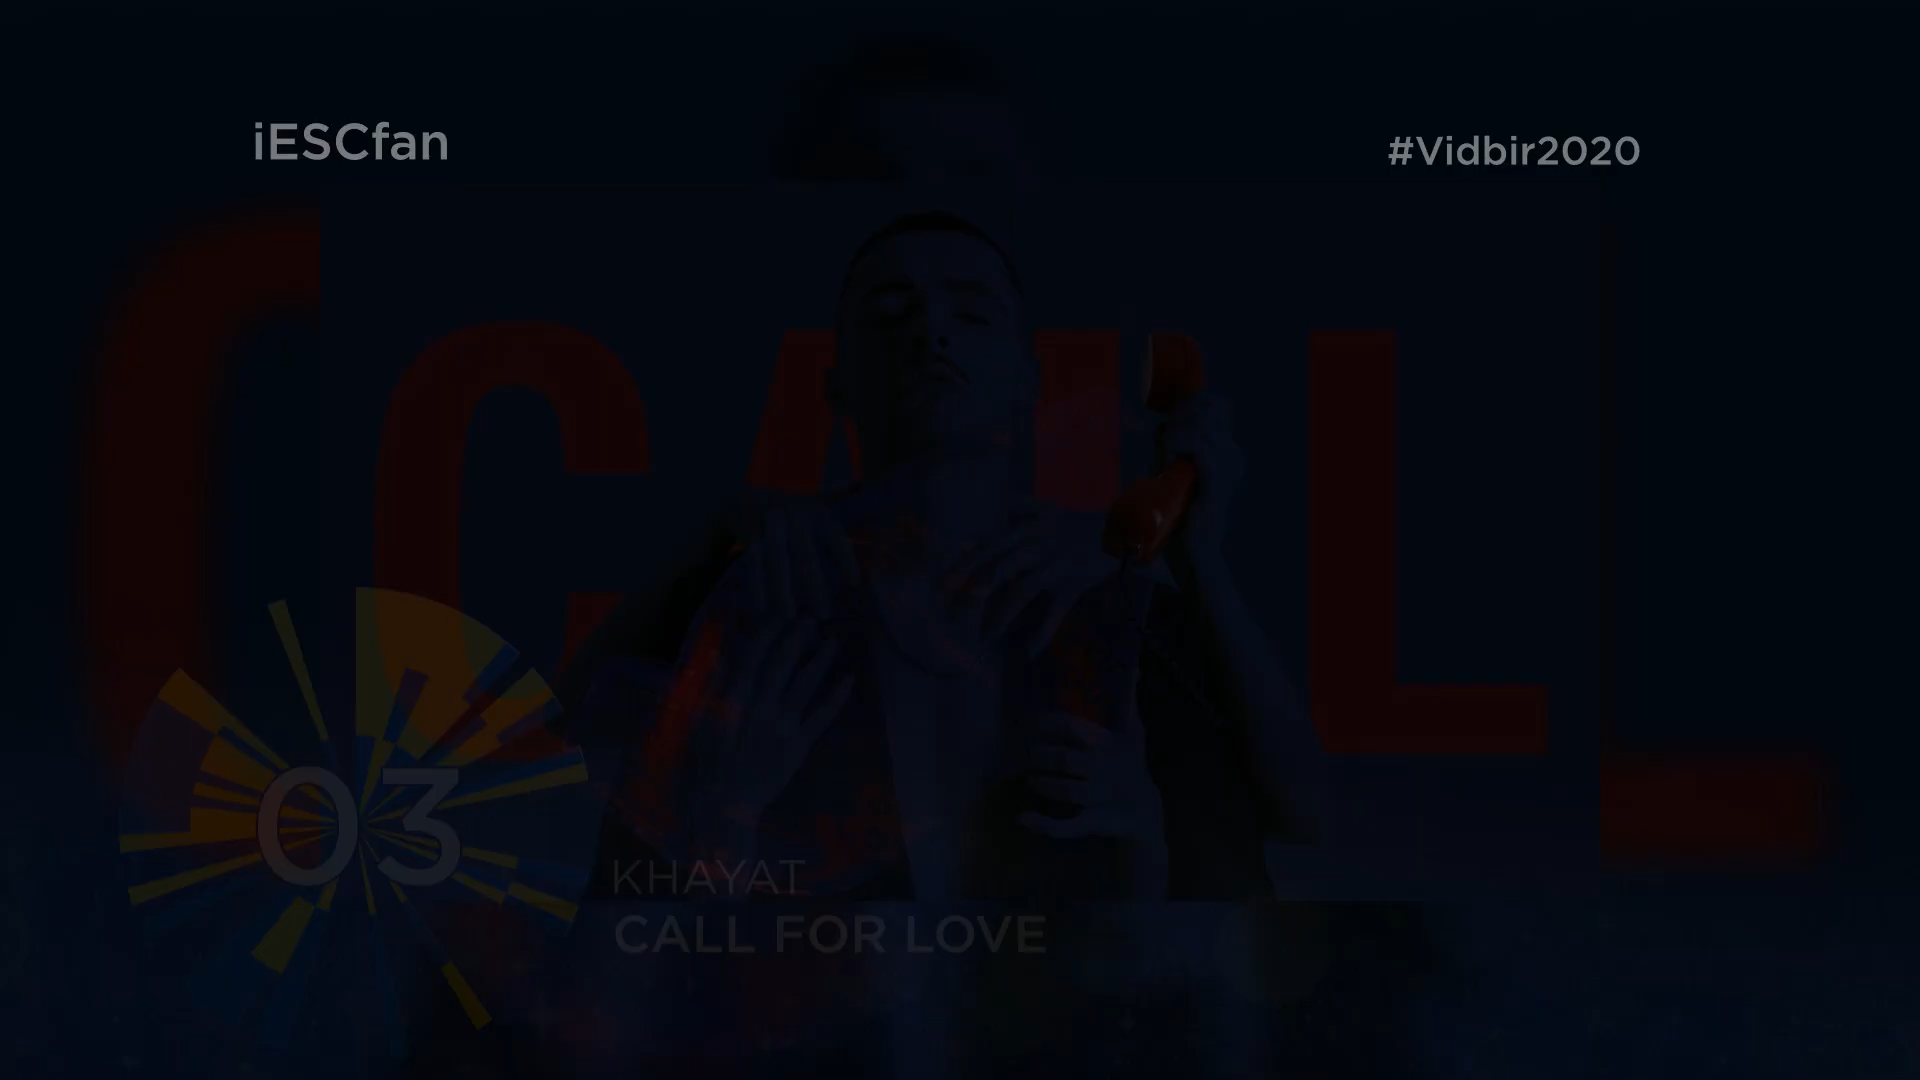 iESCfan
#Vidbir2020
CALL
03
KHAYAT
CALL FOR LOVE